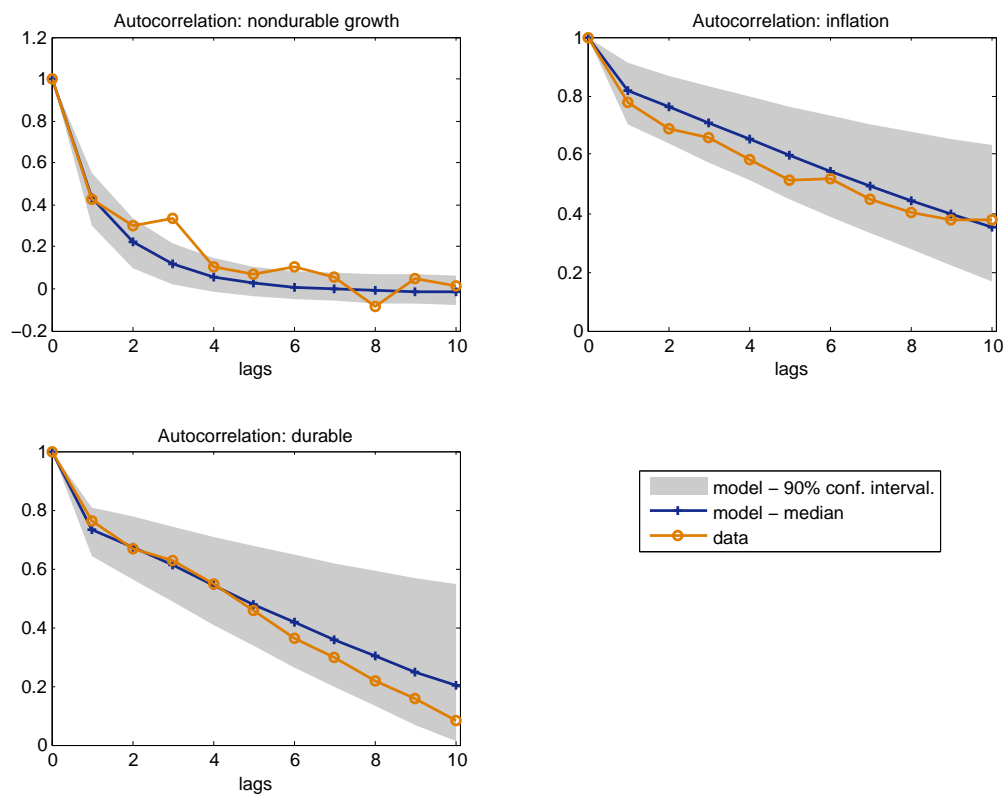 Autocorrelation: nondurable growth
1.2
1
0.8
0.6
0.4
0.2
0
−0.2
0 2 4 6 8 10
lags
Autocorrelation: inflation
1
0.8
0.6
0.4
0.2
0
0 2 4 6 8 10
lags
Autocorrelation: durable
1
0.8
0.6
0.4
0.2
0
0 2 4 6 8 10
lags
model − 90% conf. interval.
model − median
data